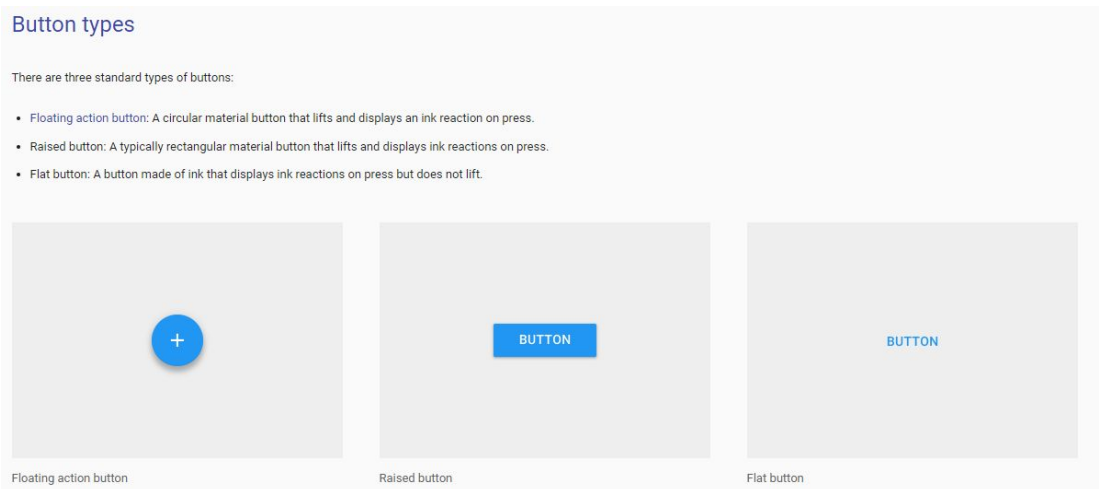 Button types
There are three standard types of buttons:
• Floating action button: A circular material button that lifts and displays an ink reaction on press.
• Raised button: A typically rectangular material button that lifts and displays ink reactions on press.
• Flat button: A button made of ink that displays ink reactions on press but does not lift.
+
BUTTON
BUTTON
Floating action button
Raised button
Flat button